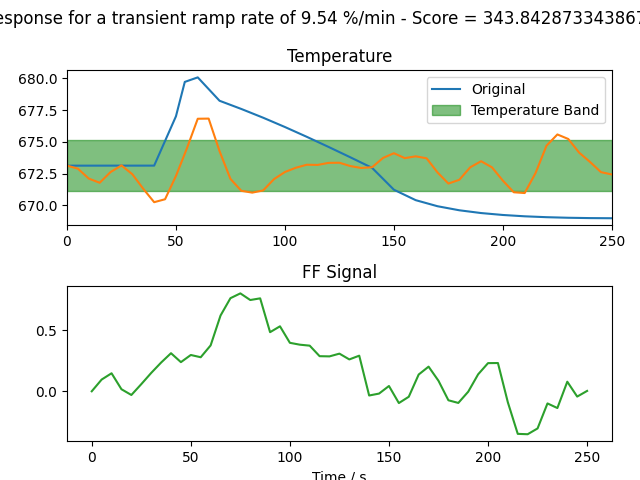 esponse for a transient ramp rate of 9.54 %/min - Score = 343.842873343867
Temperature
680.0
677.5
675.0
672.5
670.0
Original
Temperature Band
0 50 100 150 200 250
FF Signal
0.5
0.0
0 50 100 150 200 250
Time / s